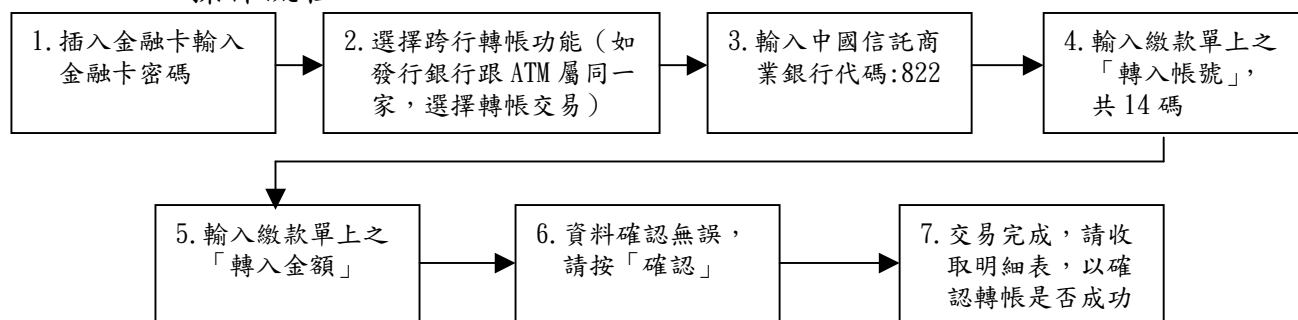 1.插入金融卡輸入
金融卡密碼
2.選擇跨行轉帳功能（如
發行銀行跟 ATM 屬同一
家，選擇轉帳交易）
3.輸入中國信託商
業銀行代碼:822
4.輸入繳款單上之
「轉入帳號」，
共 14 碼
5.輸入繳款單上之
「轉入金額」
6.資料確認無誤，
請按「確認」
7.交易完成，請收
取明細表，以確
認轉帳是否成功